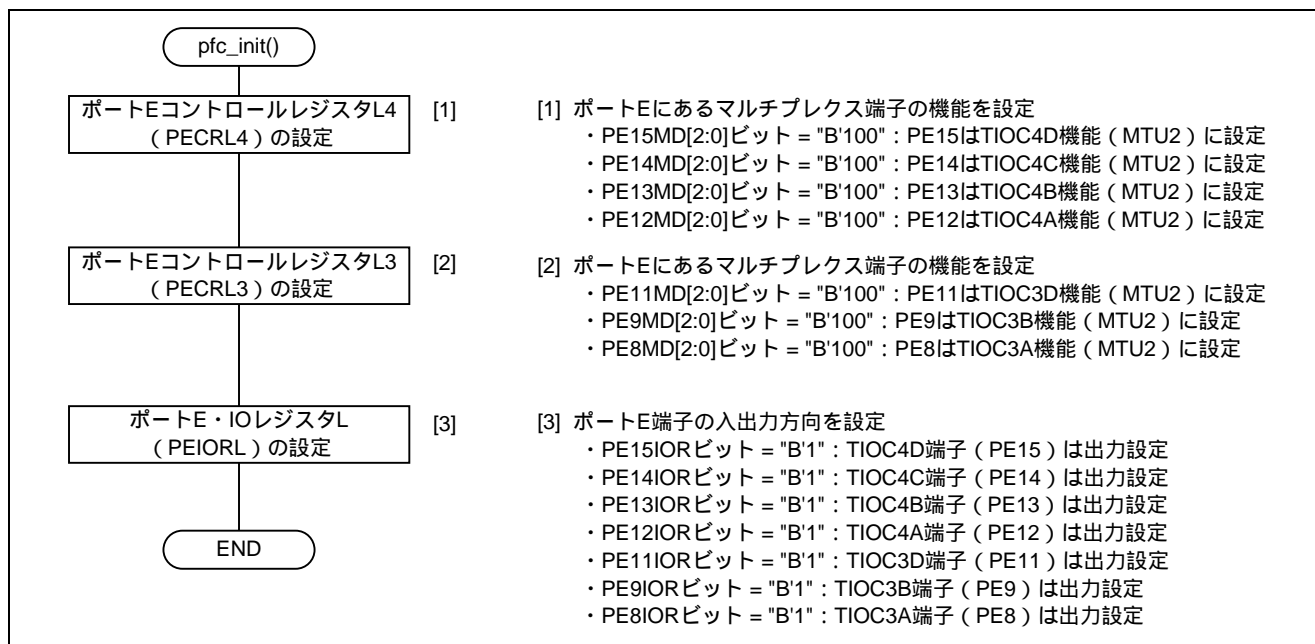 pfc_init()
ポートEコントロールレジスタL4
（PECRL4）の設定
[1]
[1] ポートEにあるマルチプレクス端子の機能を設定
・PE15MD[2:0]ビット = "B'100"：PE15はTIOC4D機能（MTU2）に設定
・PE14MD[2:0]ビット = "B'100"：PE14はTIOC4C機能（MTU2）に設定
・PE13MD[2:0]ビット = "B'100"：PE13はTIOC4B機能（MTU2）に設定
・PE12MD[2:0]ビット = "B'100"：PE12はTIOC4A機能（MTU2）に設定
ポートEコントロールレジスタL3
（PECRL3）の設定
[2]
[2] ポートEにあるマルチプレクス端子の機能を設定
・PE11MD[2:0]ビット = "B'100"：PE11はTIOC3D機能（MTU2）に設定
・PE9MD[2:0]ビット = "B'100"：PE9はTIOC3B機能（MTU2）に設定
・PE8MD[2:0]ビット = "B'100"：PE8はTIOC3A機能（MTU2）に設定
ポートE・IOレジスタL
（PEIORL）の設定
[3]
[3] ポートE端子の入出力方向を設定
・PE15IORビット = "B'1"：TIOC4D端子（PE15）は出力設定
・PE14IORビット = "B'1"：TIOC4C端子（PE14）は出力設定
・PE13IORビット = "B'1"：TIOC4B端子（PE13）は出力設定
・PE12IORビット = "B'1"：TIOC4A端子（PE12）は出力設定
・PE11IORビット = "B'1"：TIOC3D端子（PE11）は出力設定
・PE9IORビット = "B'1"：TIOC3B端子（PE9）は出力設定
・PE8IORビット = "B'1"：TIOC3A端子（PE8）は出力設定
END